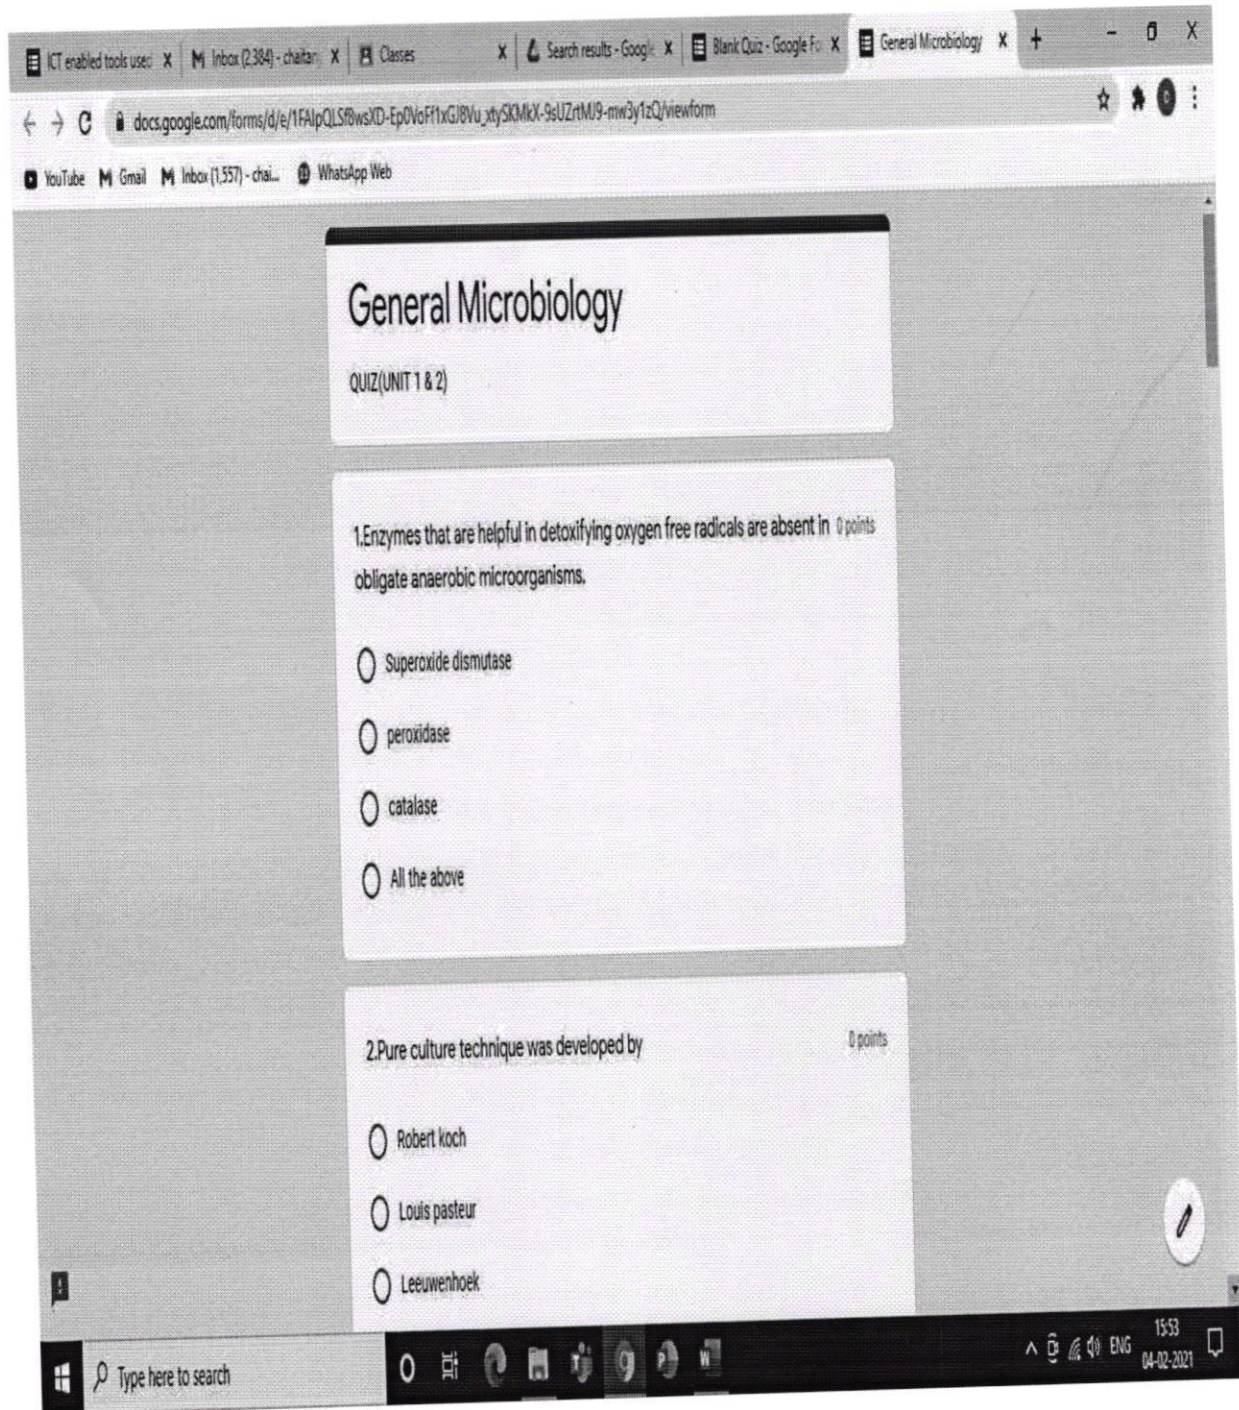 ICT enabled tools used X M Inbox (2,384) - chaitan X Classes X Search results - Google X Blank Quiz - Google Fo X General Microbiology X + - X
docs.google.com/forms/d/e/1FAIpQLSfBwsXD-Ep0VoFf1xGJ8Vu_xtySKMkX-9sUZrtMJ9-mw3y1zQ/viewform
YouTube M Gmail M Inbox (1,557) - chai... WhatsApp Web
General Microbiology
QUIZ(UNIT 1 & 2)
1.Enzymes that are helpful in detoxifying oxygen free radicals are absent in 0 points
obligate anaerobic microorganisms.
Superoxide dismutase
peroxidase
catalase
All the above
2.Pure culture technique was developed by 0 points
Robert koch
Louis pasteur
Leeuwenhoek
Type here to search
ENG
15:53
04-02-2021